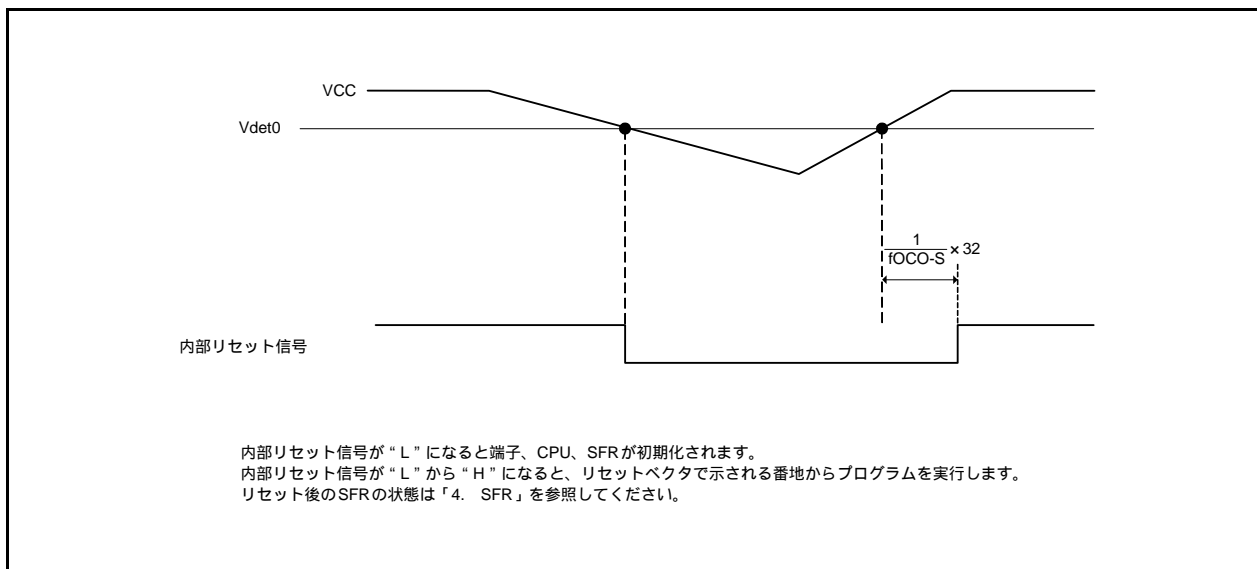 VCC
Vdet0
1
fOCO-S × 32
内部リセット信号
内部リセット信号が“L”になると端子、CPU、SFRが初期化されます。
内部リセット信号が“L”から“H”になると、リセットベクタで示される番地からプログラムを実行します。
リセット後のSFRの状態は「4. SFR」を参照してください。